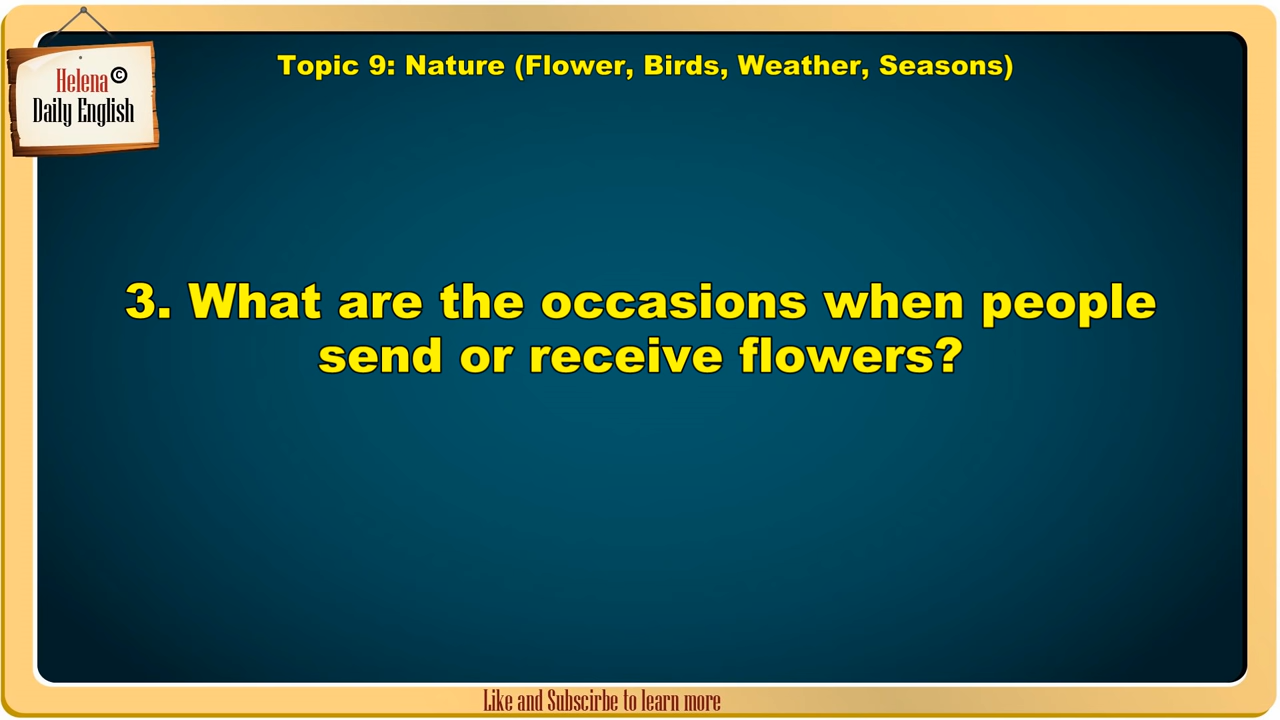 Helena©
Daily English
Topic 9: Nature (Flower, Birds, Weather, Seasons)
3. What are the occasions when people
send or receive flowers?
Like and Subscirbe to learn more